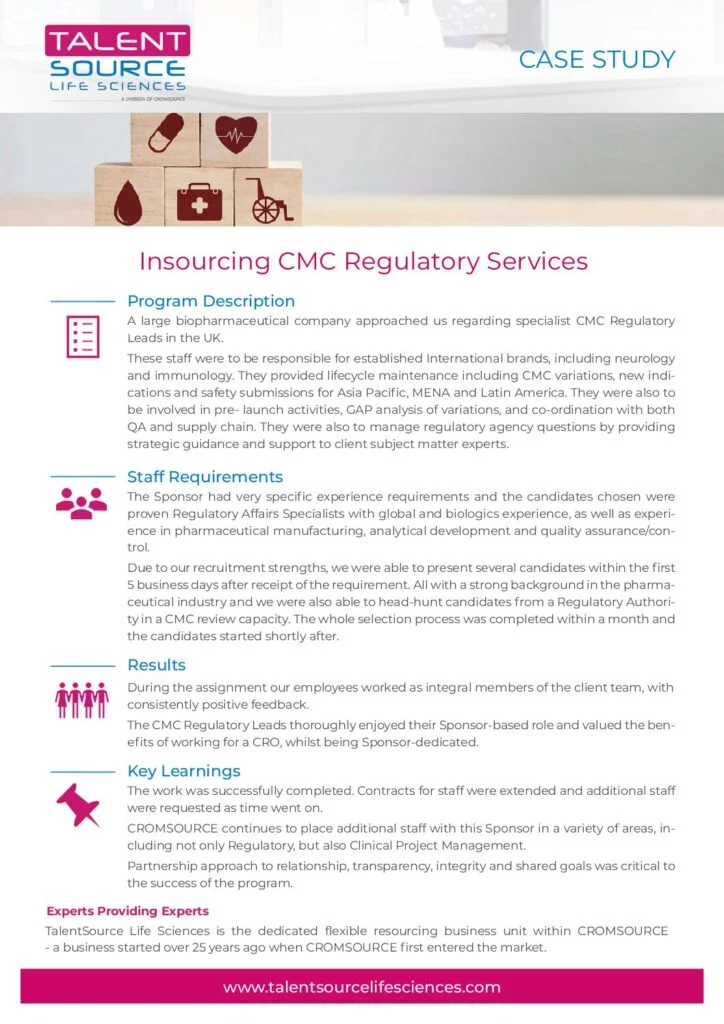 TALENT
SOURCE
LIFE SCIENCES
A DIVISION OF CROMSOURCE
CASE STUDY
Insourcing CMC Regulatory Services
Program Description
A large biopharmaceutical company approached us regarding specialist CMC Regulatory
Leads in the UK.
These staff were to be responsible for established International brands, including neurology
and immunology. They provided lifecycle maintenance including CMC variations, new indi-
cations and safety submissions for Asia Pacific, MENA and Latin America. They were also to
be involved in pre- launch activities, GAP analysis of variations, and co-ordination with both
QA and supply chain. They were also to manage regulatory agency questions by providing
strategic guidance and support to client subject matter experts.
Staff Requirements
The Sponsor had very specific experience requirements and the candidates chosen were
proven Regulatory Affairs Specialists with global and biologics experience, as well as experi-
ence in pharmaceutical manufacturing, analytical development and quality assurance/con-
trol.
Due to our recruitment strengths, we were able to present several candidates within the first
5 business days after receipt of the requirement. All with a strong background in the pharma-
ceutical industry and we were also able to head-hunt candidates from a Regulatory Authori-
ty in a CMC review capacity. The whole selection process was completed within a month and
the candidates started shortly after.
Results
During the assignment our employees worked as integral members of the client team, with
consistently positive feedback.
The CMC Regulatory Leads thoroughly enjoyed their Sponsor-based role and valued the ben-
efits of working for a CRO, whilst being Sponsor-dedicated.
Key Learnings
The work was successfully completed. Contracts for staff were extended and additional staff
were requested as time went on.
CROMSOURCE continues to place additional staff with this Sponsor in a variety of areas, in-
cluding not only Regulatory, but also Clinical Project Management.
Partnership approach to relationship, transparency, integrity and shared goals was critical to
the success of the program.
Experts Providing Experts
TalentSource Life Sciences is the dedicated flexible resourcing business unit within CROMSOURCE
- a business started over 25 years ago when CROMSOURCE first entered the market.
www.talentsourcelifesciences.com